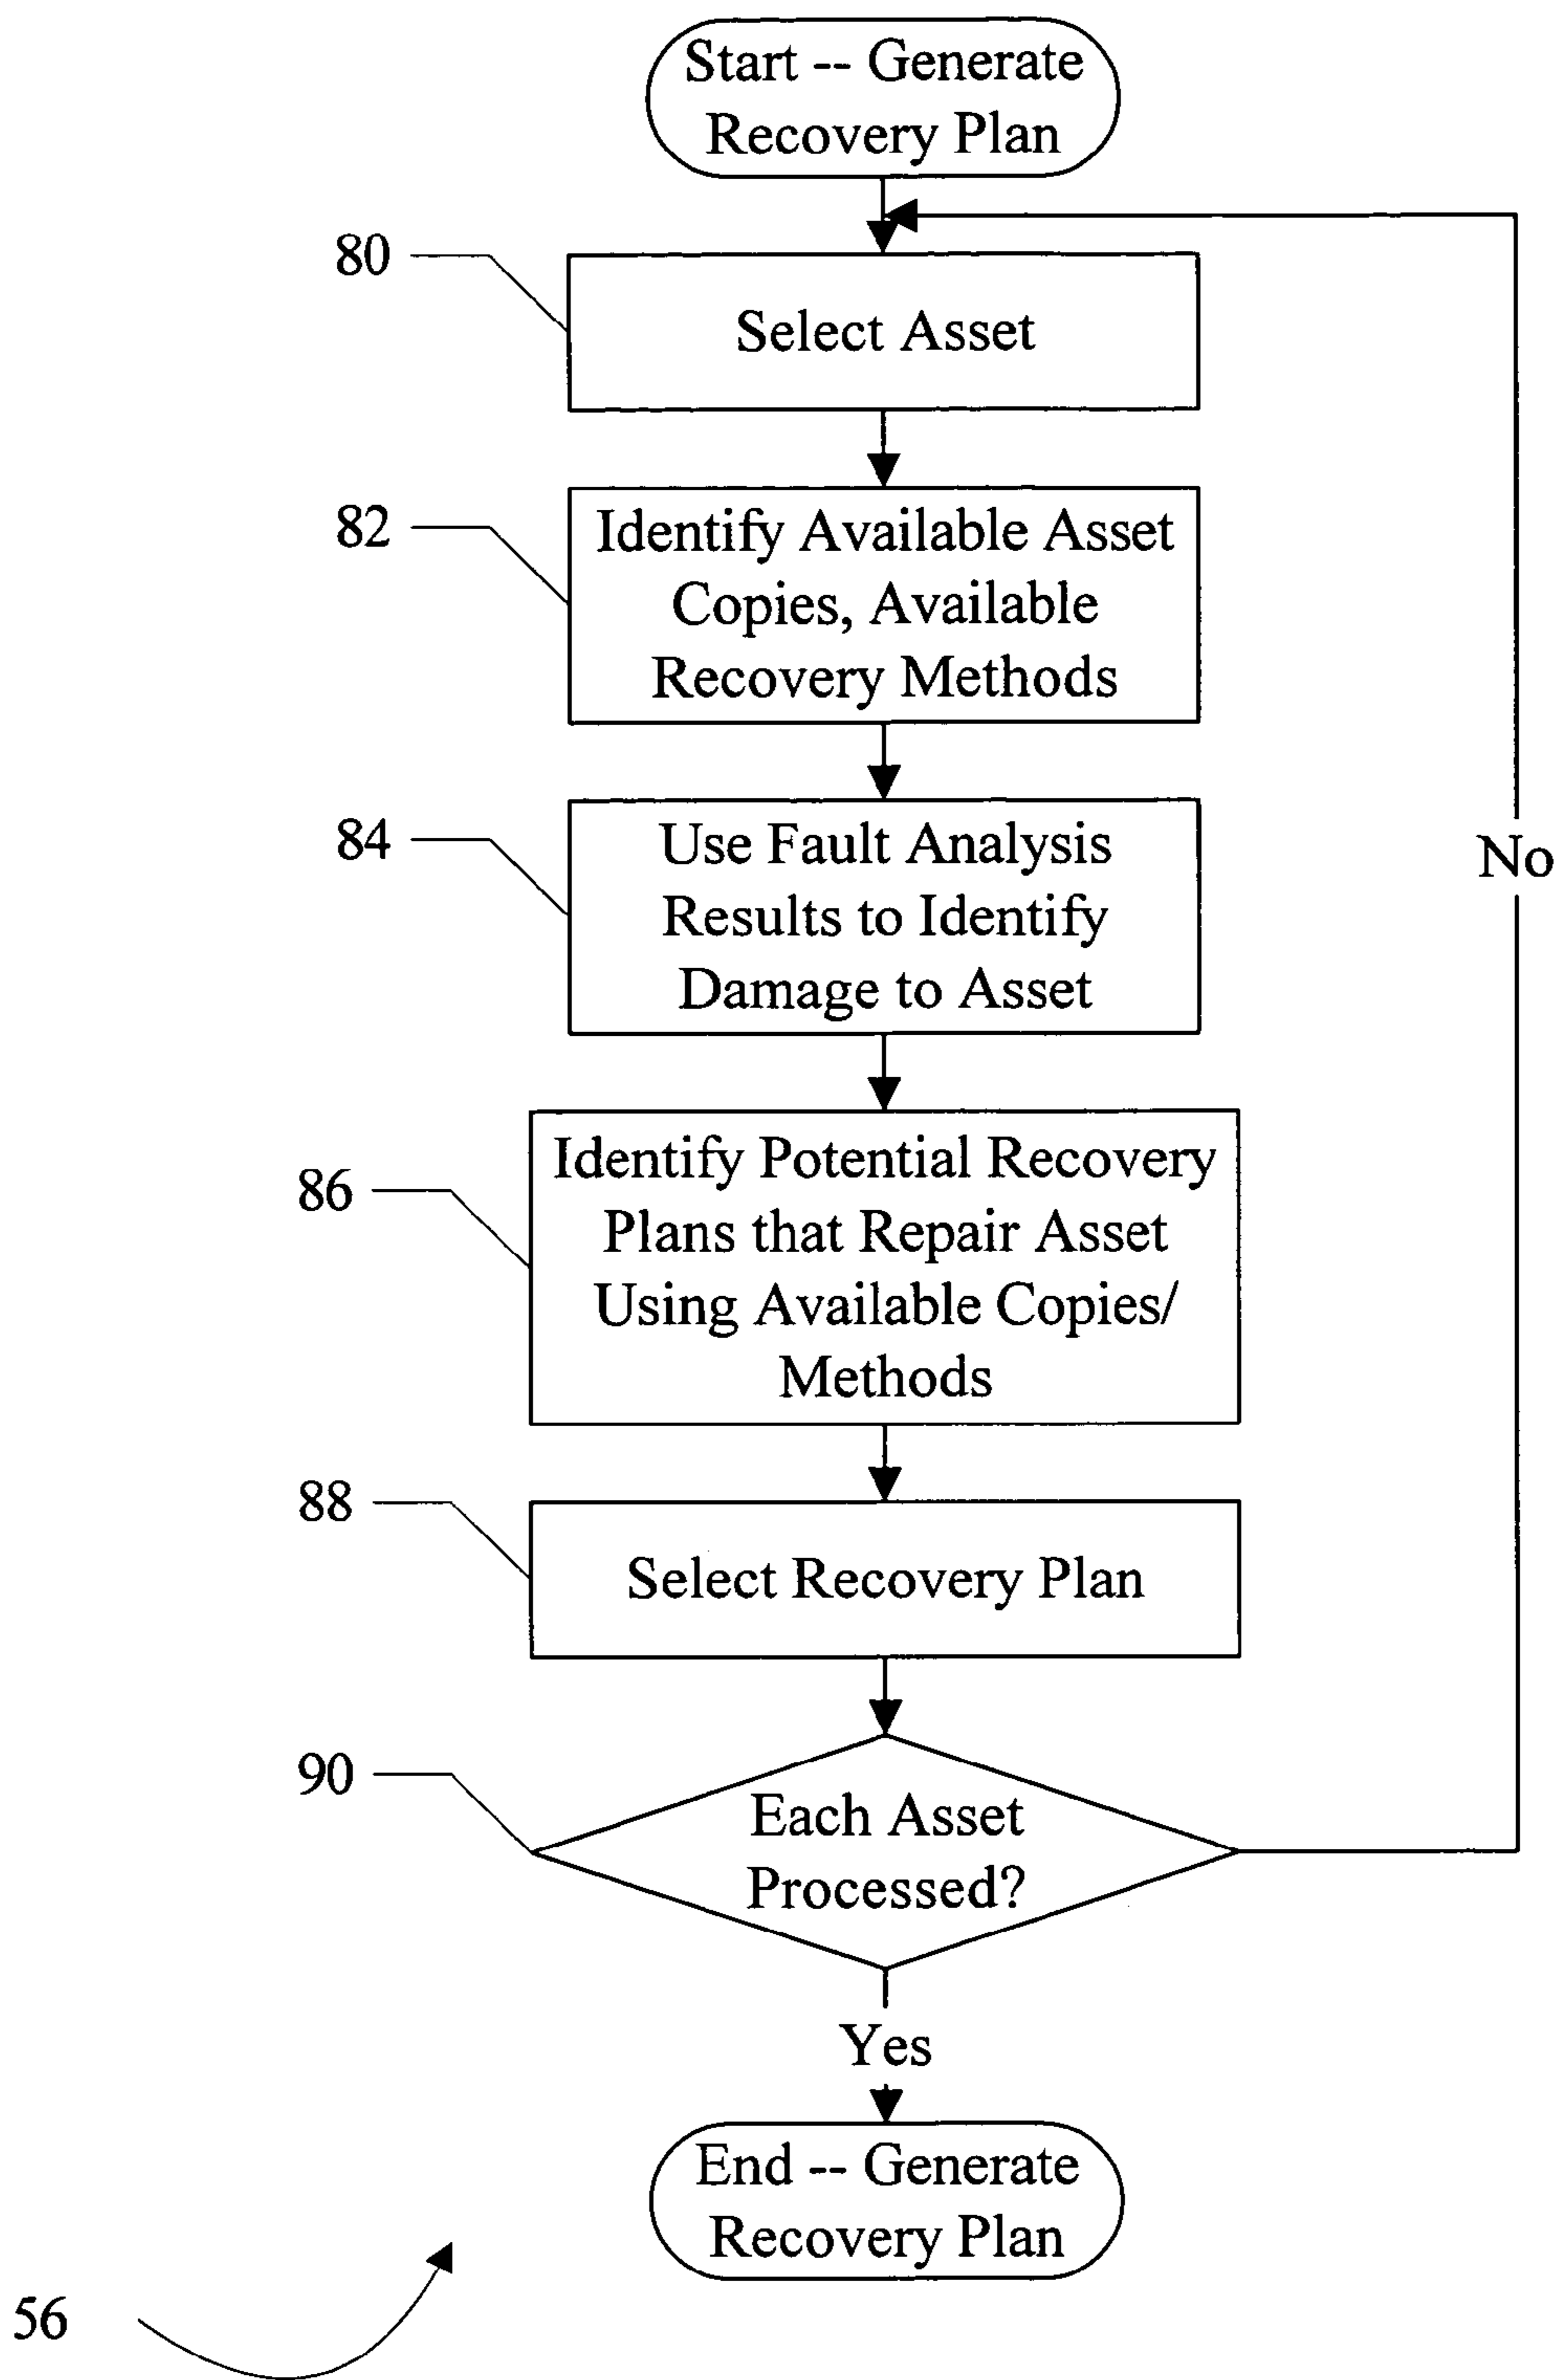 Start -- Generate
Recovery Plan
80
Select Asset
82
Identify Available Asset
Copies, Available
Recovery Methods
84
Use Fault Analysis
Results to Identify
Damage to Asset
No
86
Identify Potential Recovery
Plans that Repair Asset
Using Available Copies/
Methods
88
Select Recovery Plan
90
Each Asset
Processed?
Yes
End -- Generate
Recovery Plan
56